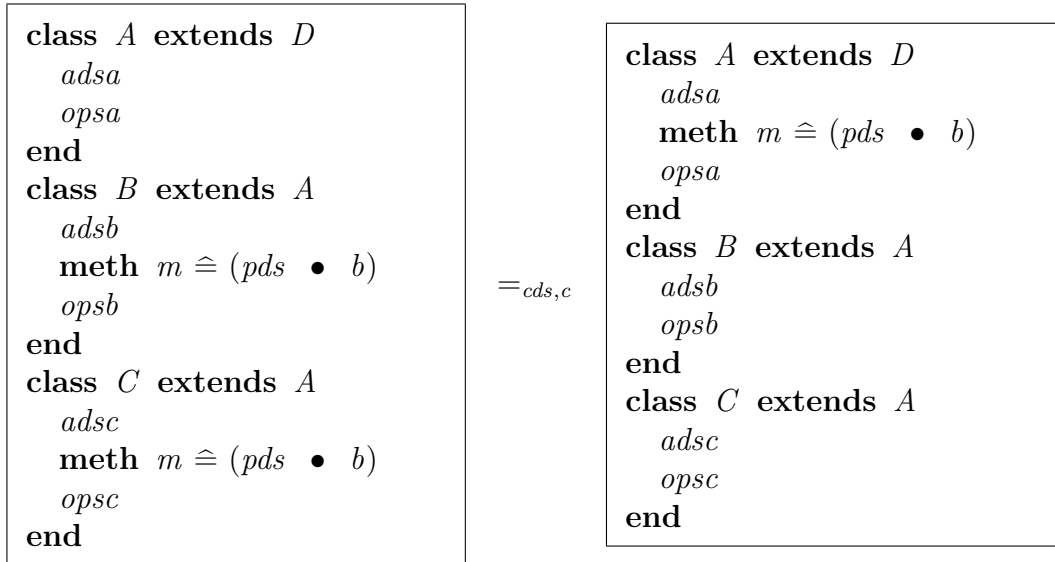 class A extends D
adsa
opsa
end
class B extends A
adsb
meth m ≙ (pds • b)
opsb
end
class C extends A
adsc
meth m ≙ (pds • b)
opsc
end
=cds,c
class A extends D
adsa
meth m ≙ (pds • b)
opsa
end
class B extends A
adsb
opsb
end
class C extends A
adsc
opsc
end